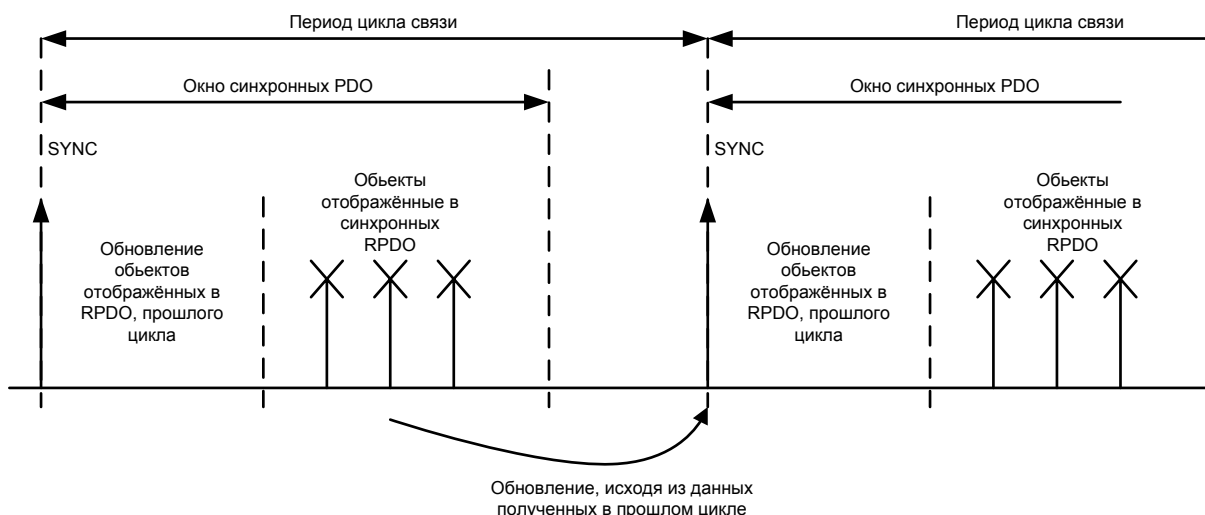 Период цикла связи
Период цикла связи
Окно синхронных PDO
Окно синхронных PDO
SYNC
SYNC
Обновление
обьектов
отображённых в
RPDO, прошлого
цикла
Обьекты
отображённые в
синхронных
RPDO
Обновление
обьектов
отображённых в
RPDO, прошлого
цикла
Обьекты
отображённые в
синхронных
RPDO
Обновление, исходя из данных
полученных в прошлом цикле